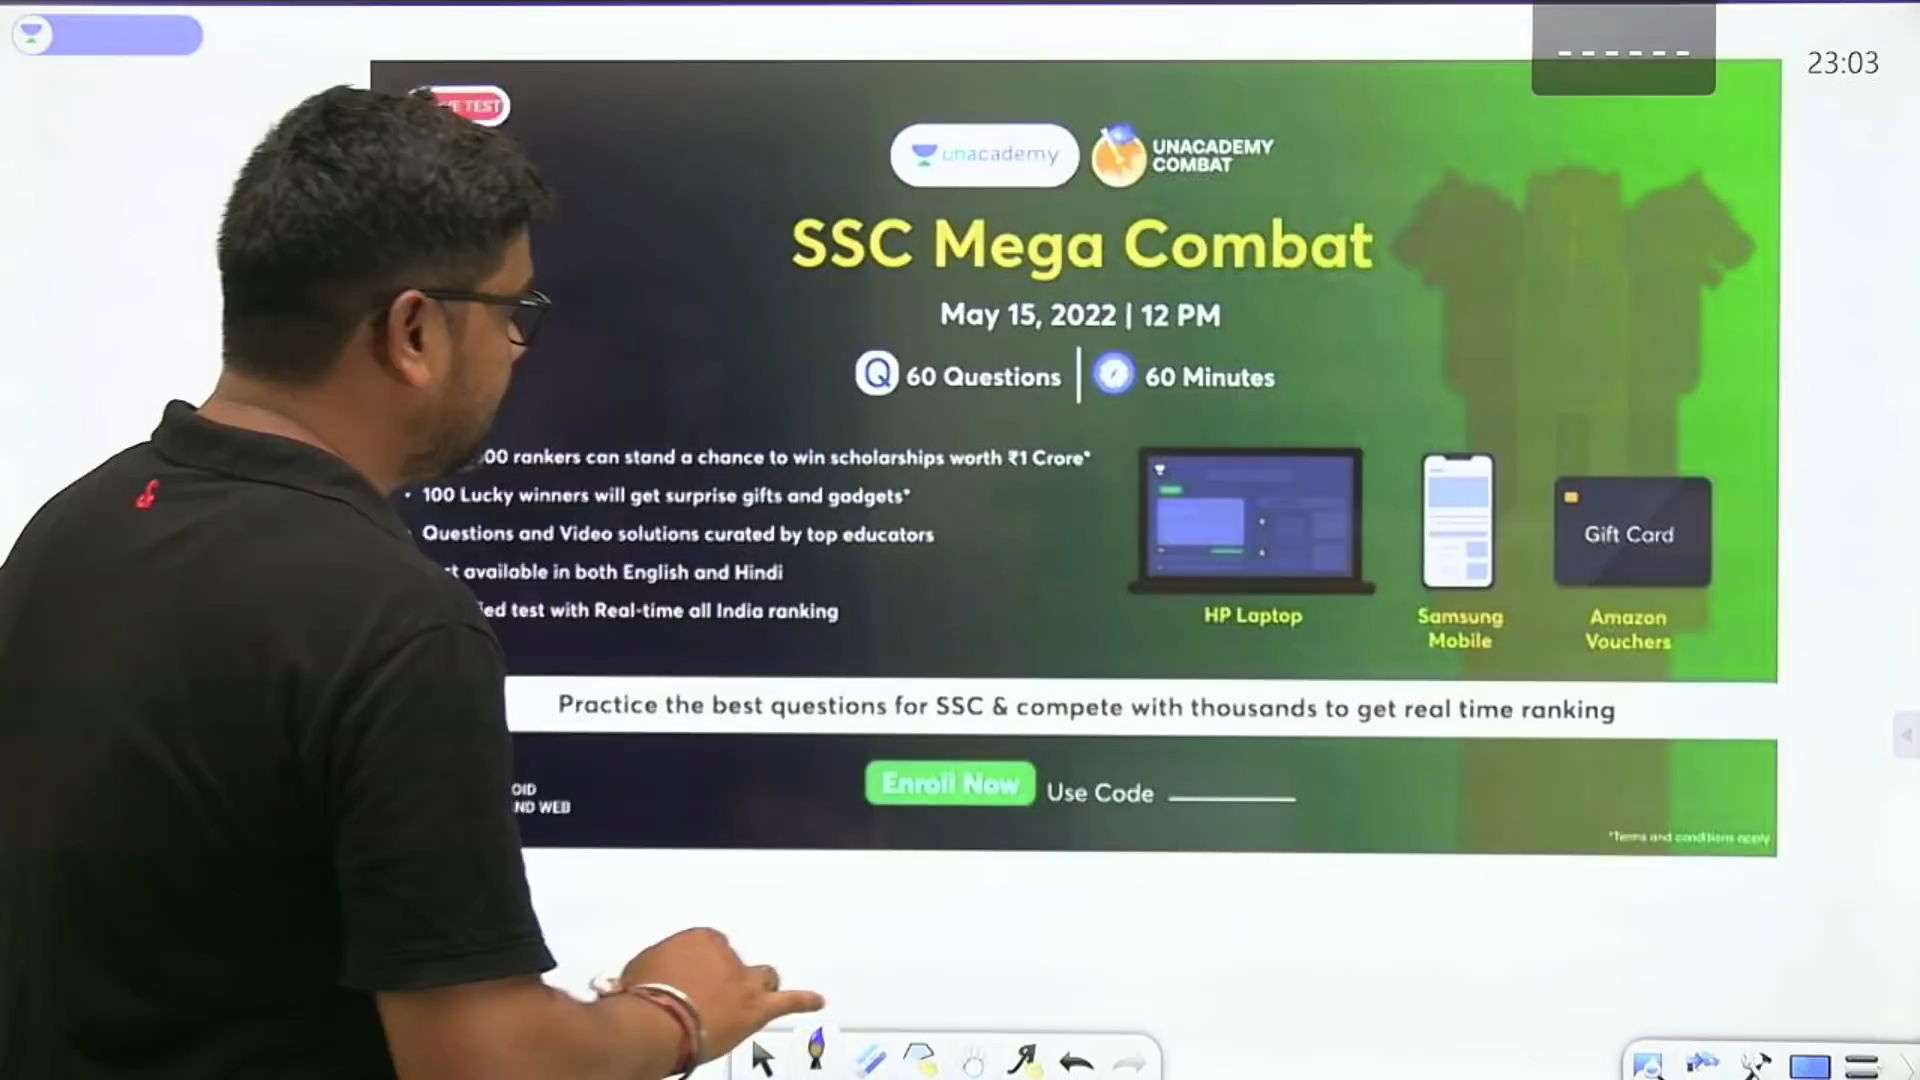 23:03
TEST
unacademy
UNACADEMY
COMBAT
SSC Mega Combat
May 15, 2022 | 12 PM
60 Questions
60 Minutes
rankers can stand a chance to win scholarships worth ₹1 Crore*
• 100 Lucky winners will get surprise gifts and gadgets*
Questions and Video solutions curated by top educators
available in both English and Hindi
test with Real-time all India ranking
Gift Card
HP Laptop
Samsung
Mobile
Amazon
Vouchers
Practice the best questions for SSC & compete with thousands to get real time ranking
WEB
Enroll Now
Use Code
*Terms and conditions apply